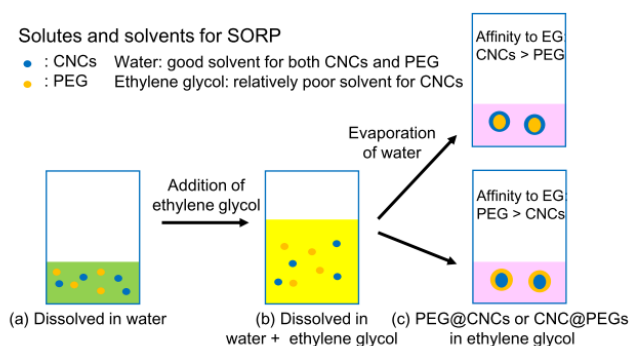 Solutes and solvents for SORP
: CNCs Water: good solvent for both CNCs and PEG
: PEG Ethylene glycol: relatively poor solvent for CNCs
Affinity to EG:
CNCs > PEG
Evaporation
of water
Addition of
ethylene glycol
Affinity to EG:
PEG > CNCs
(a) Dissolved in water
(b) Dissolved in
water + ethylene glycol
(c) PEG@CNCs or CNC@PEGs
in ethylene glycol